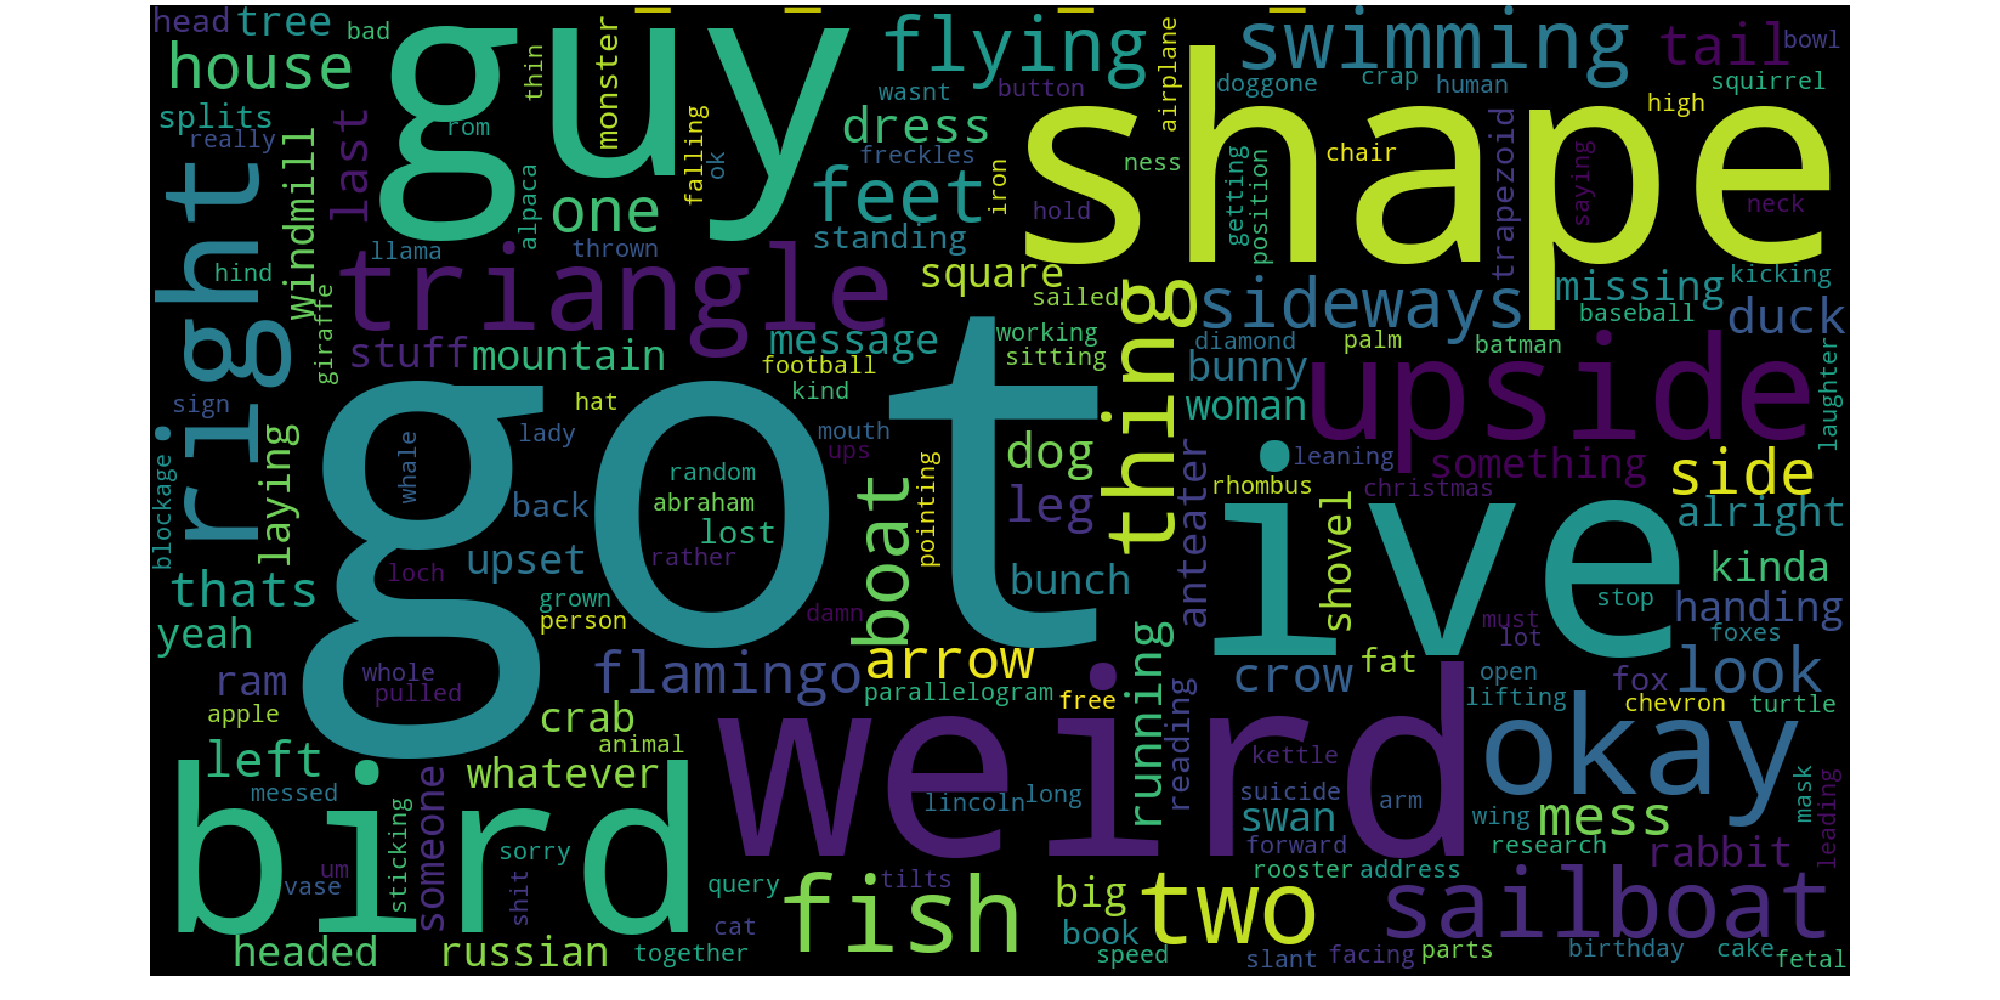 head
tree
bad
guy
flying
swimming
tail
bowl
house
thin
monster
button
airplane
doggone
crap
human
squirrel
splits
really
last
rom
wasnt
dress
freckles
shape
high
chair
trapezoid
saying
right
windmill
alpaca
one
falling
ok
feet
iron
hold
ness
getting
position
neck
hind
llama
thrown
standing
square
sailed
thing
sideways
missing
kicking
baseball
duck
giraffe
triangle
stuff
mountain
message
football
kind
working
sitting
diamond
bunny
palm
batman
laughter
sign
hat
woman
upside
blockage
laying
whale
lady
got
mouth
ups
random
abraham
lost
rather
back
upset
boat
pointing
dog
leg
anteater
leaning
rhombus
christmas
something
side
alright
shovel
ive
thats
loch
grown
person
damn
bunch
kinda
stop
handing
yeah
must
lot
foxes
ram
whole
pulled
flamingo
arrow
parallelogram
free
running
reading
crow
fat
open
lifting
fox
look
chevron
turtle
apple
crab
animal
left
whatever
weird
kettle
okay
messed
sticking
someone
lincoln
long
suicide
arm
swan
wing
mess
mask
leading
bird
um
vase
sorry
shit
forward
research
rabbit
query
tilts
fish
big
two
rooster
address
sailboat
cat
book
headed
russian
together
speed
slant
facing
parts
birthday
cake
fetal